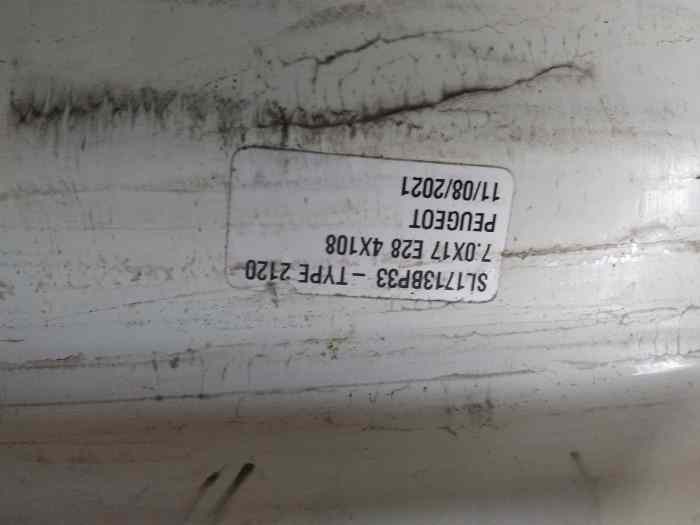 SL1713BP33 - TYPE 2120
7.0X17 E28 4X108
PEUGEOT
11/08/2021